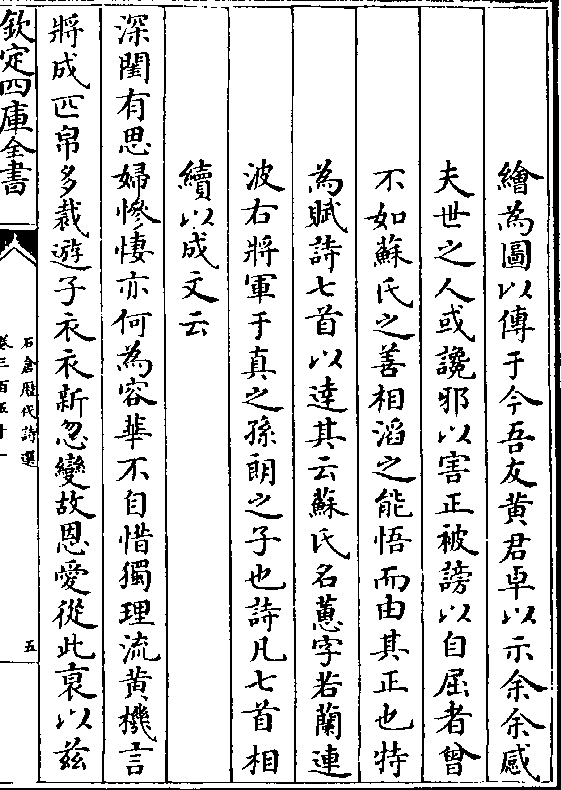 繪為圖以傳于今吾友黄君卓以示余余感
夫世之人或讒邪以害正被謗以自屈者曾
不如蘇氏之善相滔之能悟而由其正也特
為賦詩七首以達其云蘇氏名蕙字若蘭連
波右將軍于真之孫朗之子也詩凡七首相
續以成文云
深閨有思婦惨悽亦何為容華不自惜獨理流黄機言
將成匹帛多裁遊子衣衣新忽變故恩愛從此衰以兹
欽定四庫全書
石倉歴代詩選
卷三百五十一
五